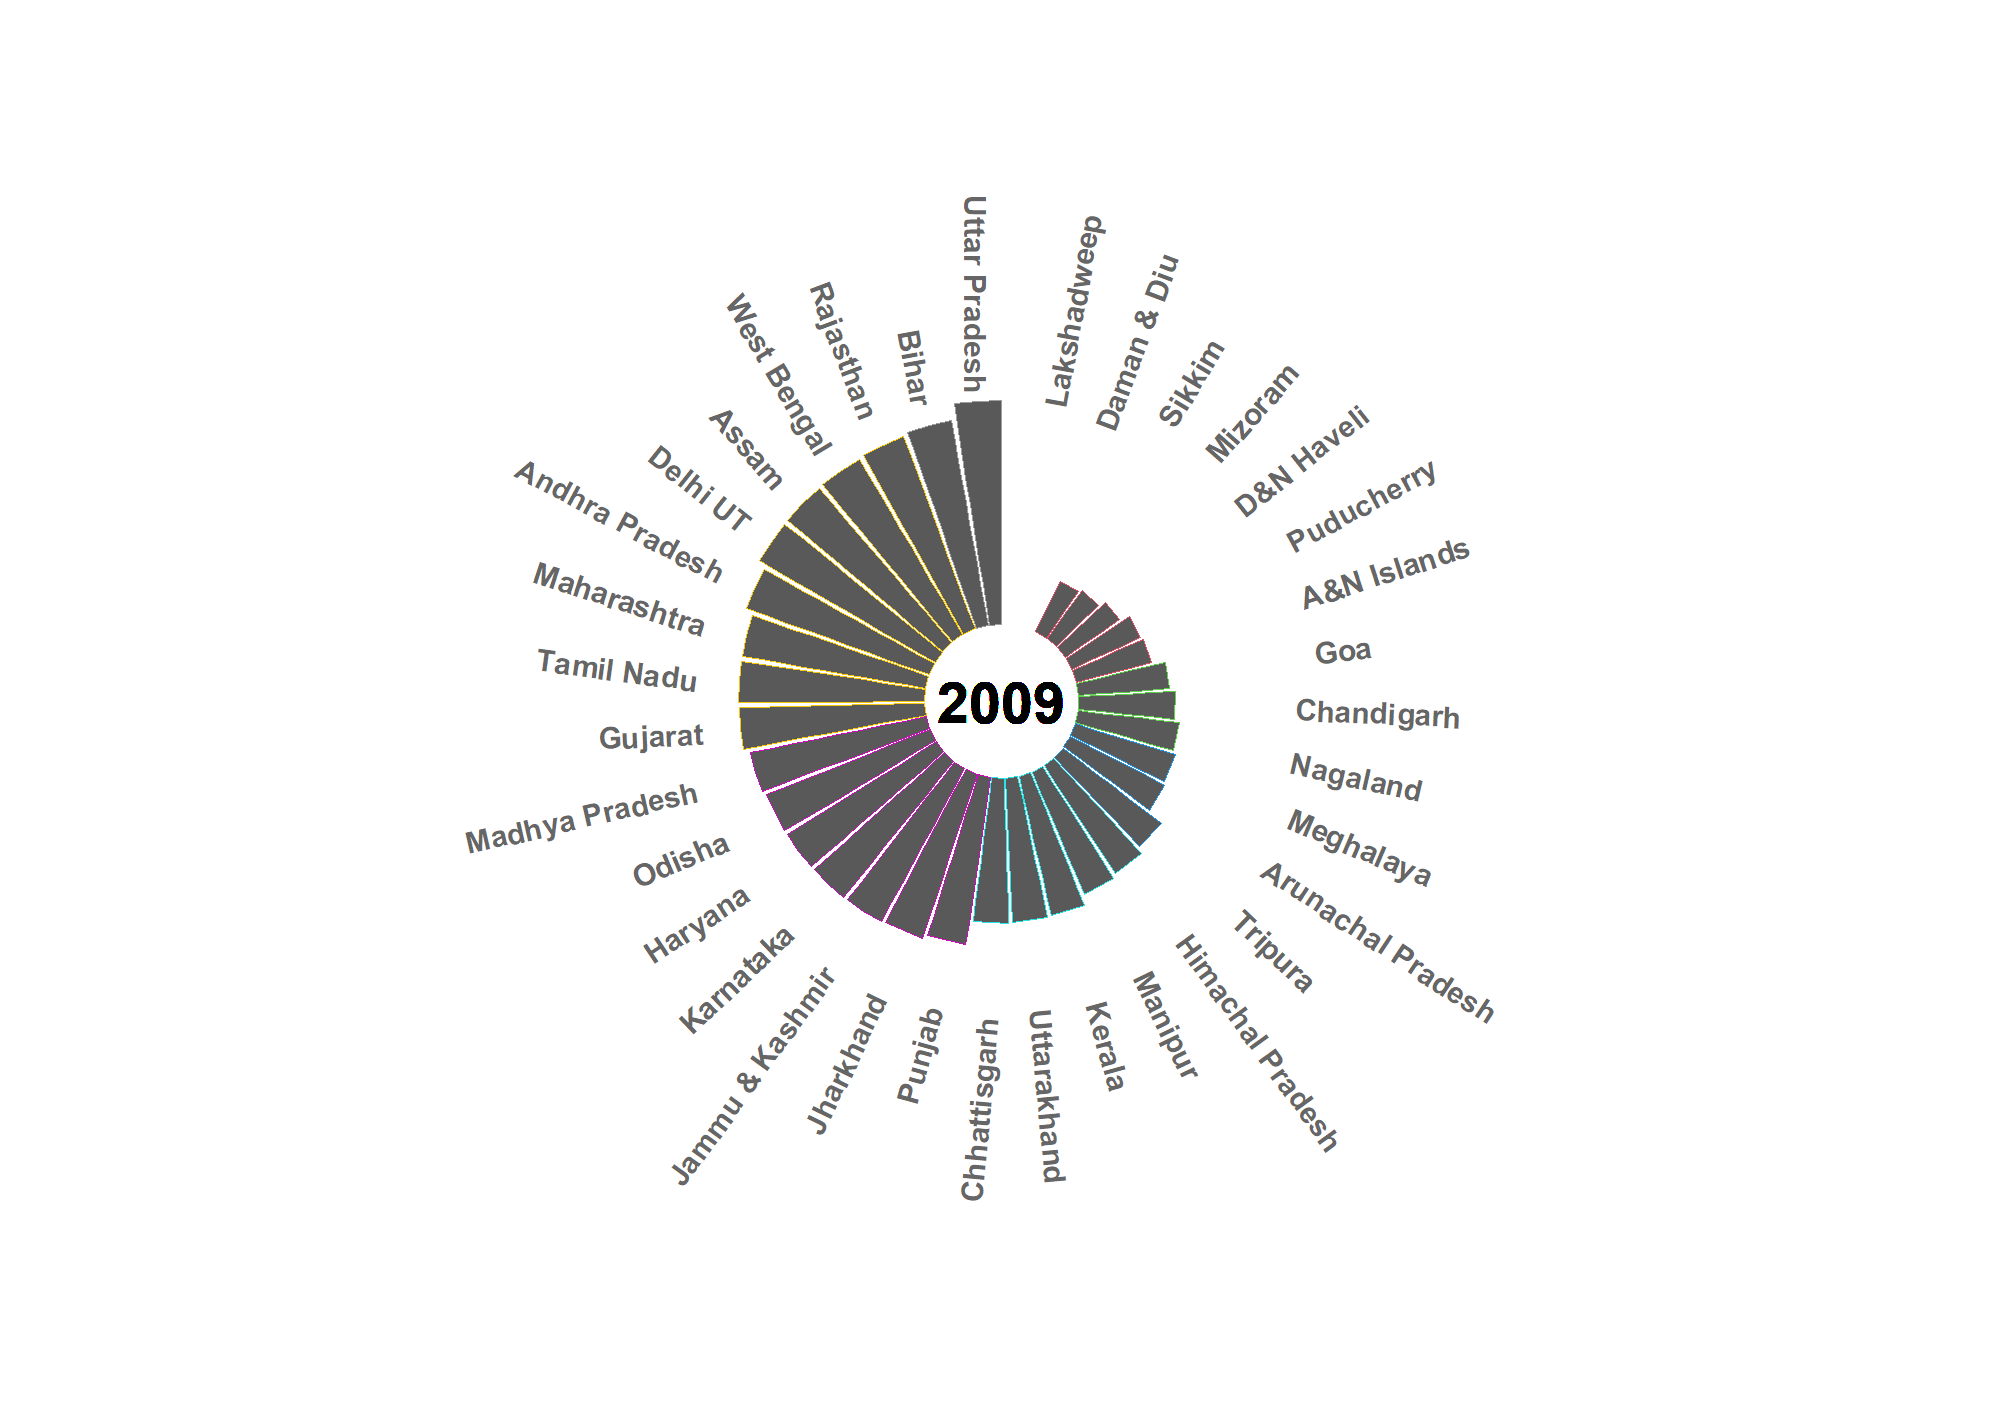 Uttar Pradesh
Lakshadweep
Daman & Diu
Sikkim
Mizoram
D&N Haveli
Puducherry
A&N Islands
Goa
Chandigarh
Nagaland
Meghalaya
Arunachal Pradesh
Tripura
Himachal Pradesh
Manipur
Kerala
Uttarakhand
Chhattisgarh
Punjab
Jharkhand
Jammu & Kashmir
Karnataka
Haryana
Odisha
Madhya Pradesh
Gujarat
Tamil Nadu
Maharashtra
Andhra Pradesh
Delhi UT
Assam
West Bengal
Rajasthan
Bihar
2009